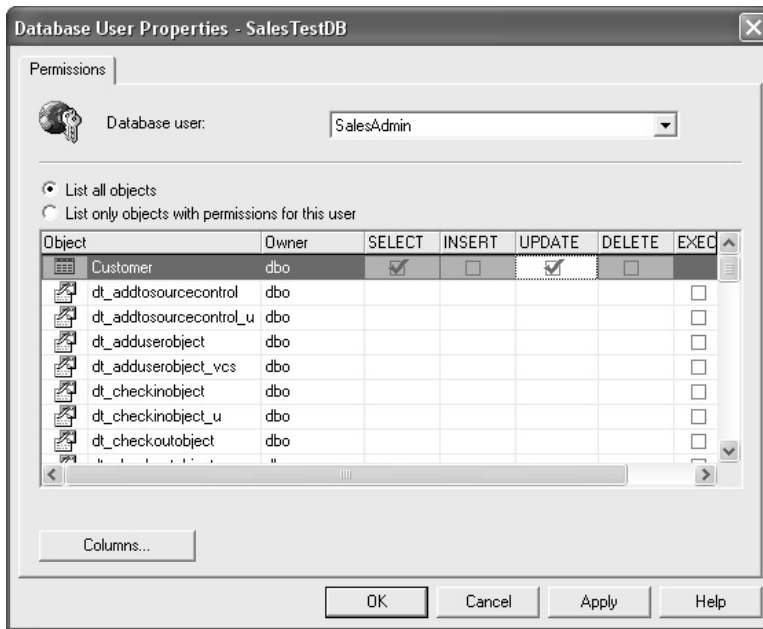 Database User Properties - SalesTestDB
Permissions
Database user: SalesAdmin
List all objects
List only objects with permissions for this user
Object Owner SELECT INSERT UPDATE DELETE EXEC
Customer dbo
dt_addtosourcecontrol dbo
dt_addtosourcecontrol_u dbo
dt_adduserobject dbo
dt_adduserobject_vcs dbo
dt_checkinobject dbo
dt_checkinobject_u dbo
dt_checkoutobject dbo
Columns...
OK Cancel Apply Help